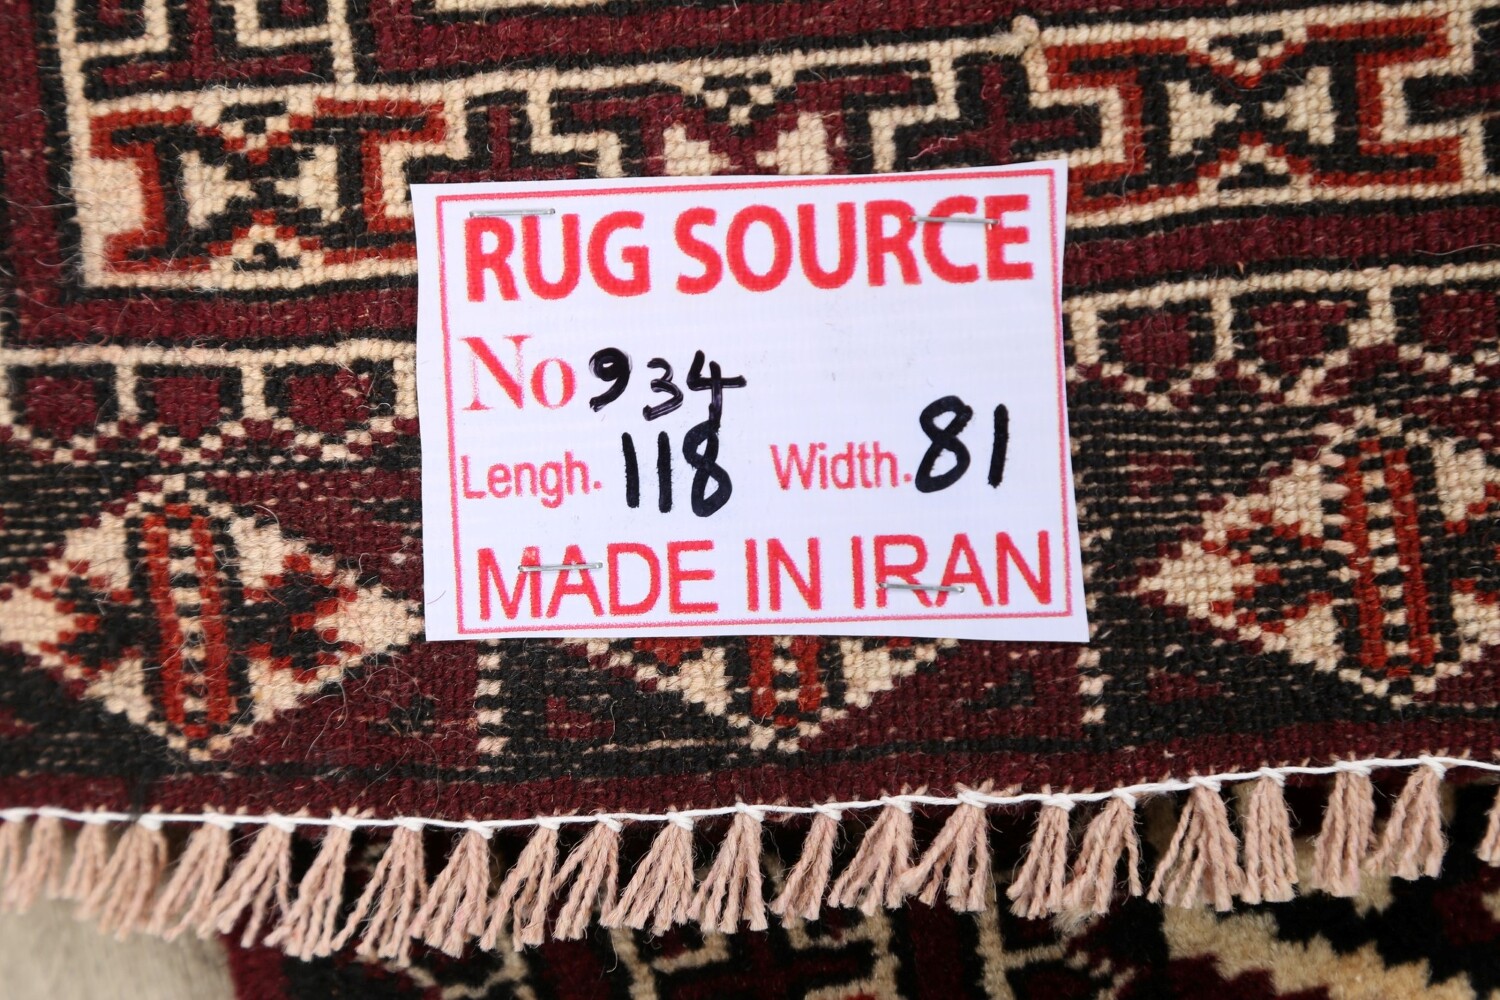 RUG SOURCE
No 934
Lengh. 118 Width. 81
MADE IN IRAN